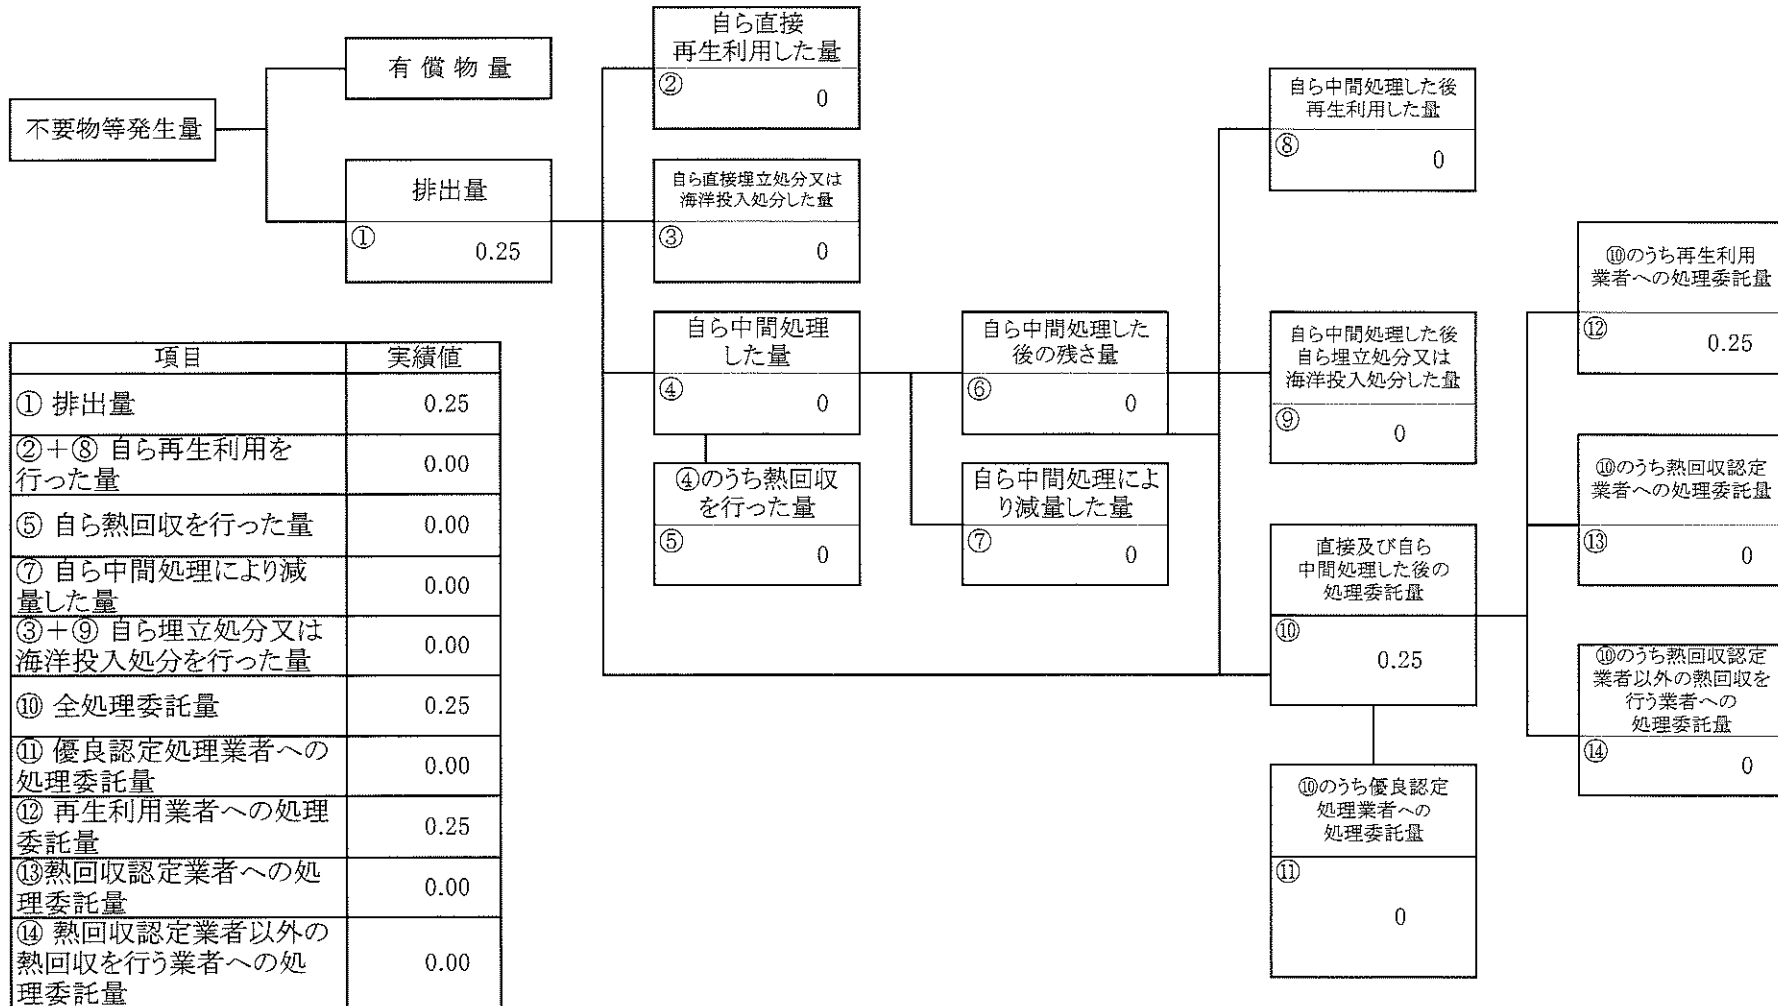 不要物等発生量
有償物量
排出量
①
0.25
自ら直接
再生利用した量
②
0
自ら直接埋立処分又は
海洋投入処分した量
③
0
自ら中間処理
した量
④
0
④のうち熱回収
を行った量
⑤
0
自ら中間処理した
後の残さ量
⑥
0
自ら中間処理によ
り減量した量
⑦
0
自ら中間処理した後
再生利用した量
⑧
0
自ら中間処理した後
自ら埋立処分又は
海洋投入処分した量
⑨
0
直接及び自ら
中間処理した後の
処理委託量
⑩
0.25
⑩のうち優良認定
処理業者への
処理委託量
⑪
0
⑩のうち再生利用
業者への処理委託量
⑫
0.25
⑩のうち熱回収認定
業者への処理委託量
⑬
0
⑩のうち熱回収認定
業者以外の熱回収を
行う業者への
処理委託量
⑭
0
項目 実績値
① 排出量 0.25
②+⑧ 自ら再生利用を
行った量 0.00
⑤ 自ら熱回収を行った量 0.00
⑦ 自ら中間処理により減
量した量 0.00
③+⑨ 自ら埋立処分又は
海洋投入処分を行った量 0.00
⑩ 全処理委託量 0.25
⑪ 優良認定処理業者への
処理委託量 0.00
⑫ 再生利用業者への処理
委託量 0.25
⑬熱回収認定業者への処
理委託量 0.00
⑭ 熱回収認定業者以外の
熱回収を行う業者への処
理委託量 0.00